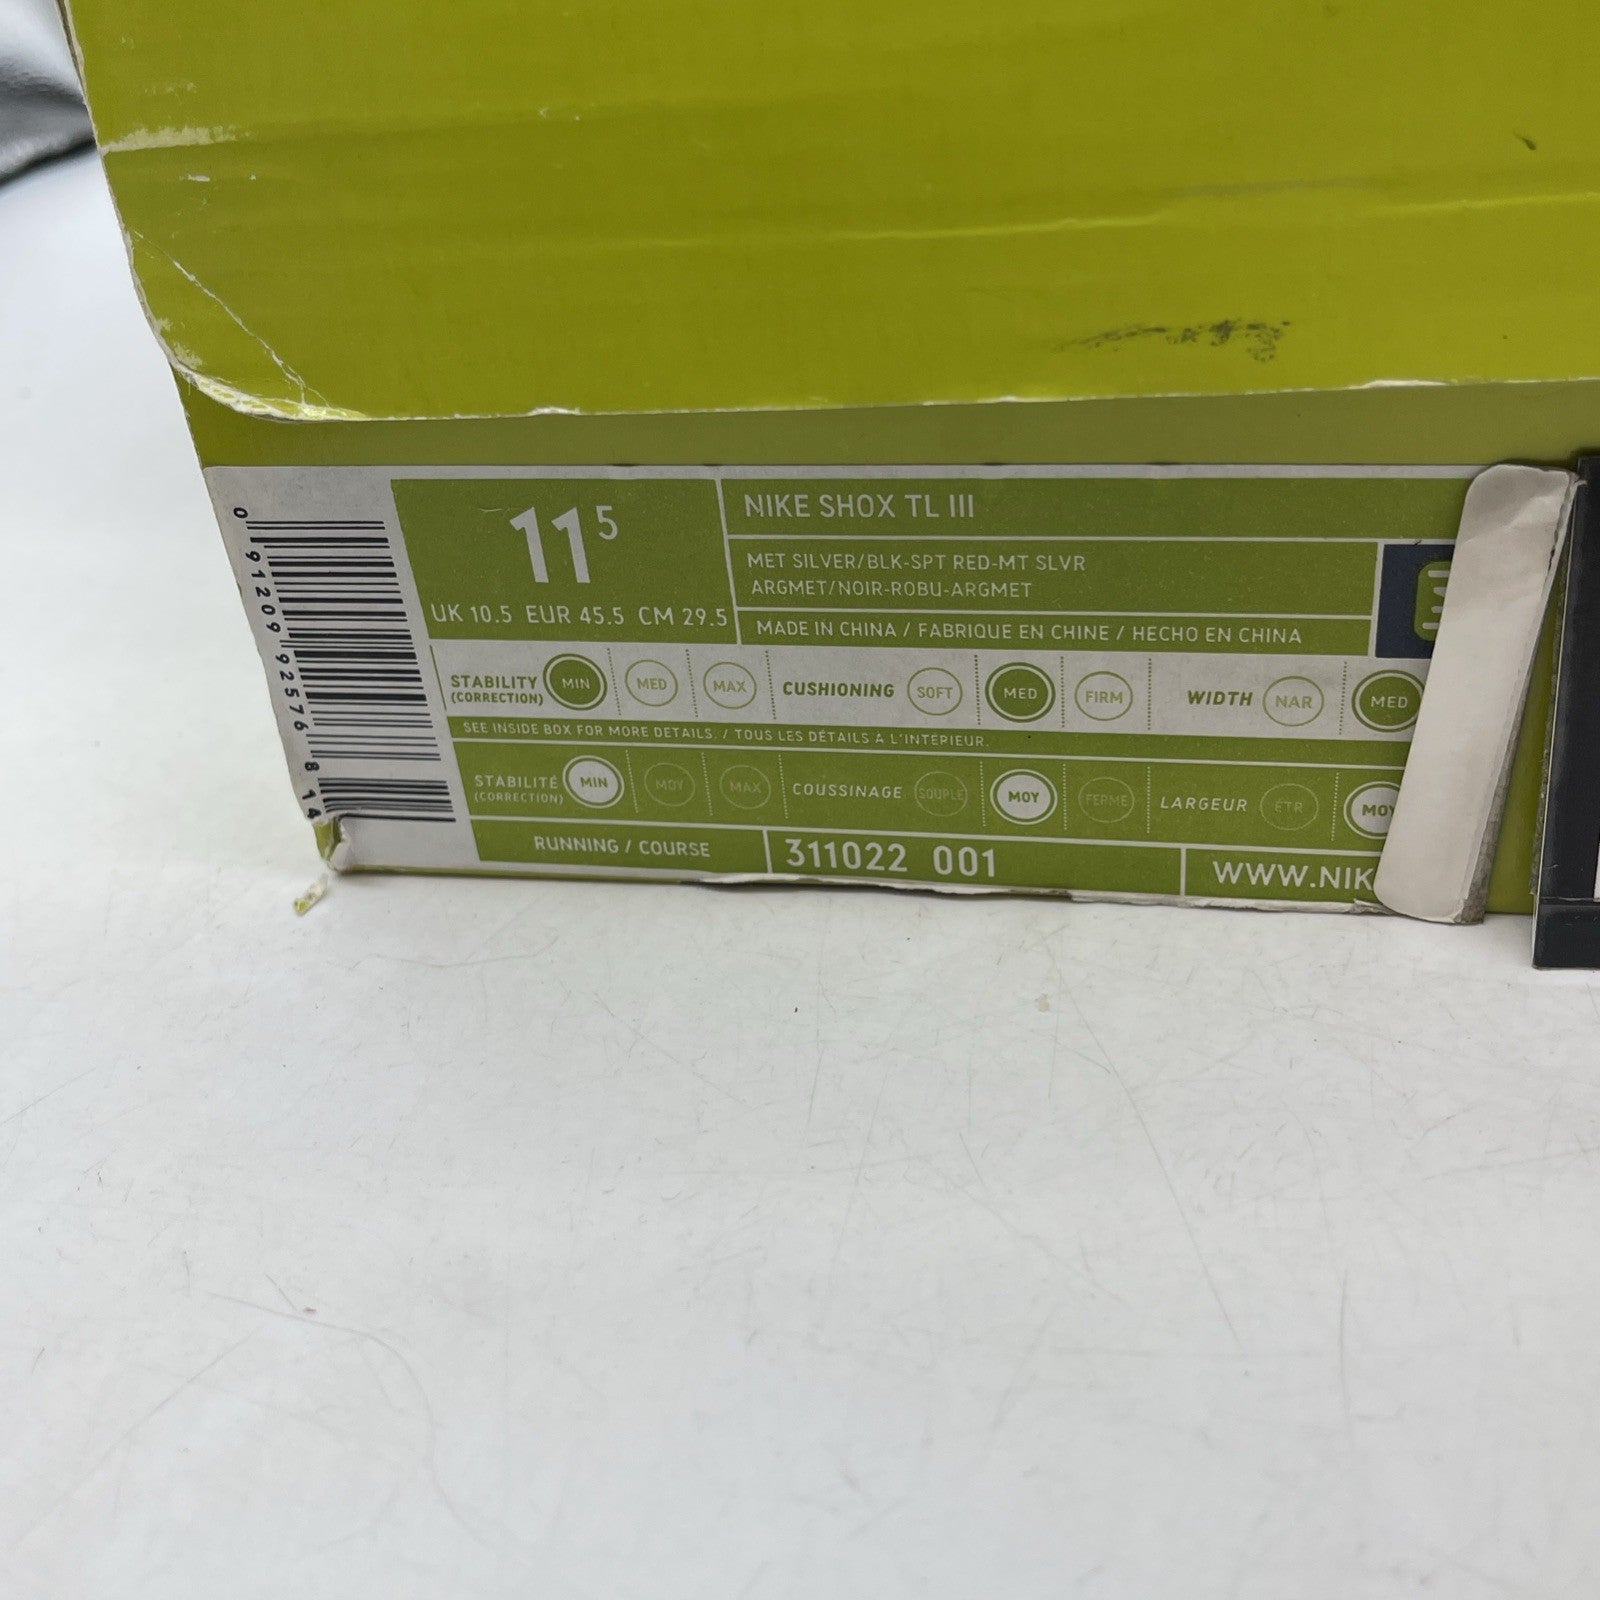 0 91209 92576 8 14
11 5
UK 10.5 EUR 45.5 CM 29.5
NIKE SHOX TL III
MET SILVER/BLK-SPT RED-MT SLVR
ARGMET/NOIR-ROBU-ARGMET
MADE IN CHINA / FABRIQUE EN CHINE / HECHO EN CHINA
STABILITY (CORRECTION) MIN MED MAX CUSHIONING SOFT MED FIRM WIDTH NAR MED
SEE INSIDE BOX FOR MORE DETAILS. / TOUS LES DÉTAILS À L'INTÉRIEUR.
STABILITÉ (CORRECTION) MIN MOY MAX COUSSINAGE SOUPLE MOY FERME LARGEUR ÉTR MOY
RUNNING / COURSE
311022 001
WWW.NIK